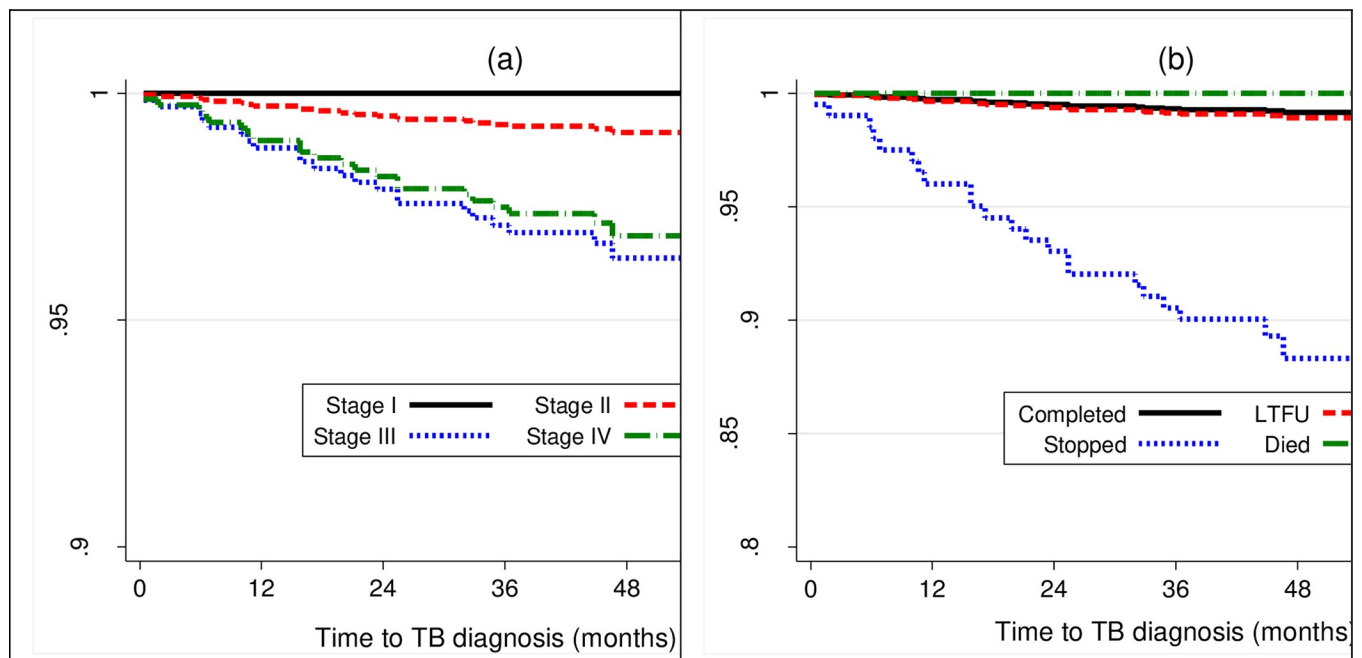 (a)
1
.95
.9
Stage I
Stage II
Stage III
Stage IV
0 12 24 36 48
Time to TB diagnosis (months)
(b)
1
.95
.9
.85
.8
Completed
LTFU
Stopped
Died
0 12 24 36 48
Time to TB diagnosis (months)